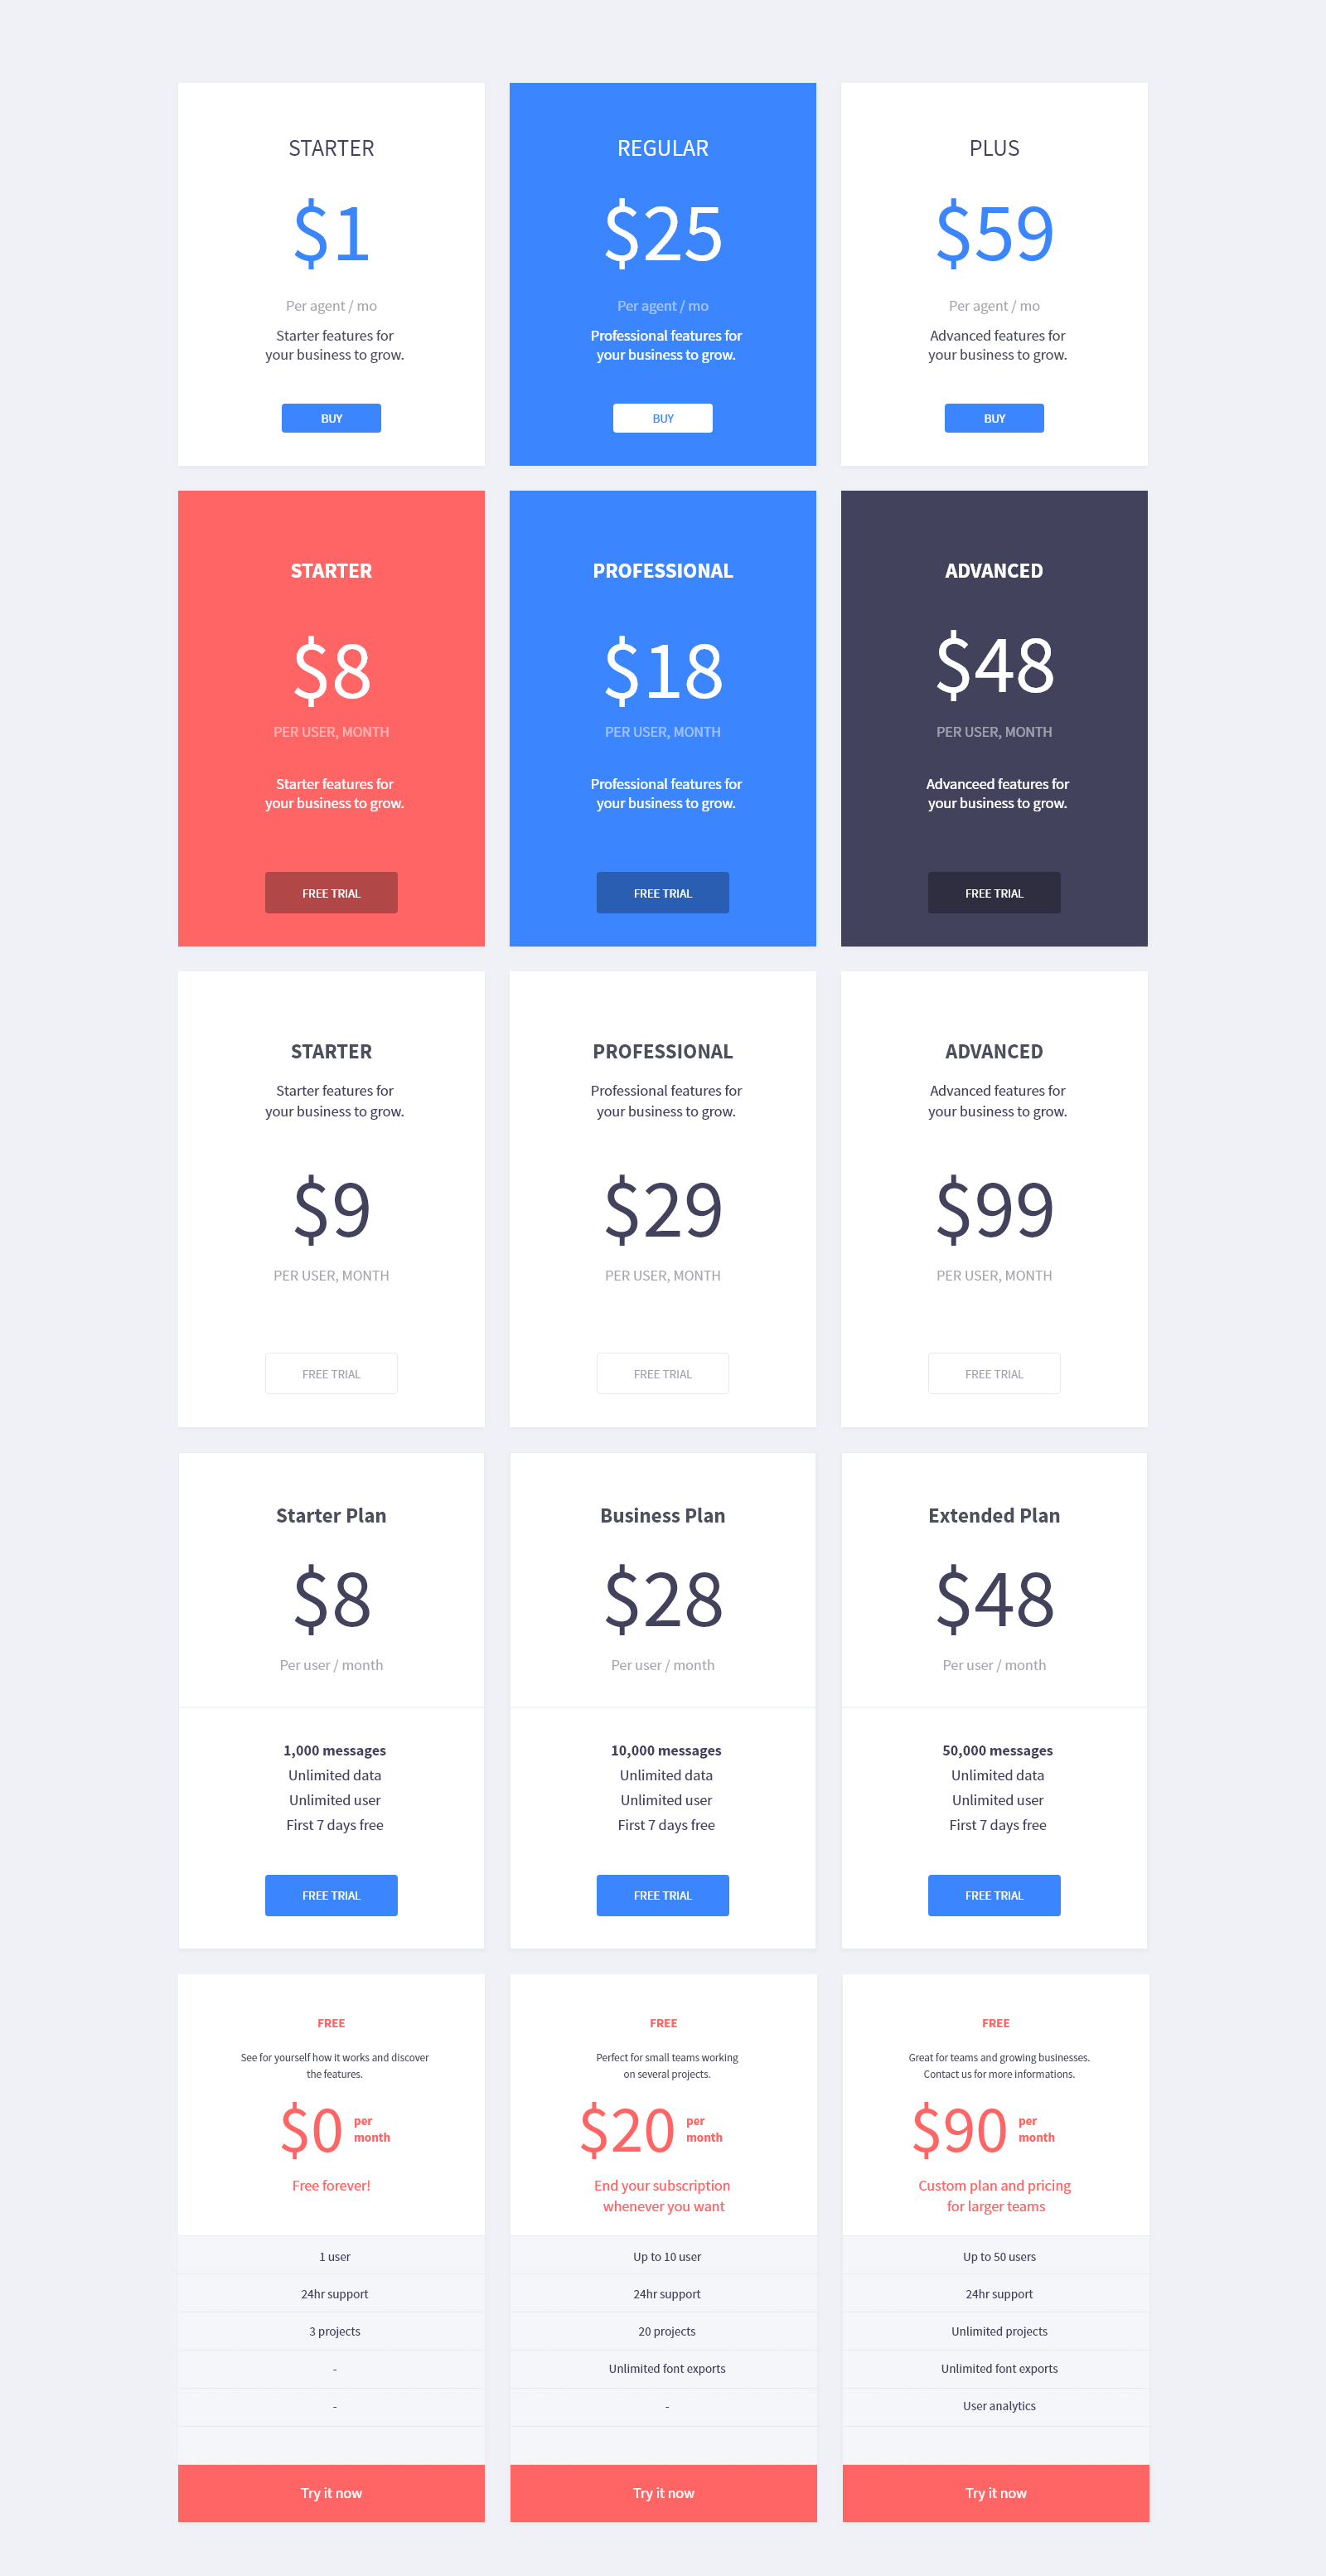 STARTER
$1
Per agent / mo
Starter features for
your business to grow.
BUY
REGULAR
$25
Per agent / mo
Professional features for
your business to grow.
BUY
PLUS
$59
Per agent / mo
Advanced features for
your business to grow.
BUY
STARTER
$8
PER USER, MONTH
Starter features for
your business to grow.
FREE TRIAL
PROFESSIONAL
$18
PER USER, MONTH
Professional features for
your business to grow.
FREE TRIAL
ADVANCED
$48
PER USER, MONTH
Advanceed features for
your business to grow.
FREE TRIAL
STARTER
Starter features for
your business to grow.
$9
PER USER, MONTH
FREE TRIAL
PROFESSIONAL
Professional features for
your business to grow.
$29
PER USER, MONTH
FREE TRIAL
ADVANCED
Advanced features for
your business to grow.
$99
PER USER, MONTH
FREE TRIAL
Starter Plan
$8
Per user / month
1,000 messages
Unlimited data
Unlimited user
First 7 days free
FREE TRIAL
Business Plan
$28
Per user / month
10,000 messages
Unlimited data
Unlimited user
First 7 days free
FREE TRIAL
Extended Plan
$48
Per user / month
50,000 messages
Unlimited data
Unlimited user
First 7 days free
FREE TRIAL
FREE
See for yourself how it works and discover
the features.
$0 per
month
Free forever!
1 user
24hr support
3 projects
-
-
Try it now
FREE
Perfect for small teams working
on several projects.
$20 per
month
End your subscription
whenever you want
Up to 10 user
24hr support
20 projects
Unlimited font exports
-
Try it now
FREE
Great for teams and growing businesses.
Contact us for more informations.
$90 per
month
Custom plan and pricing
for larger teams
Up to 50 users
24hr support
Unlimited projects
Unlimited font exports
User analytics
Try it now